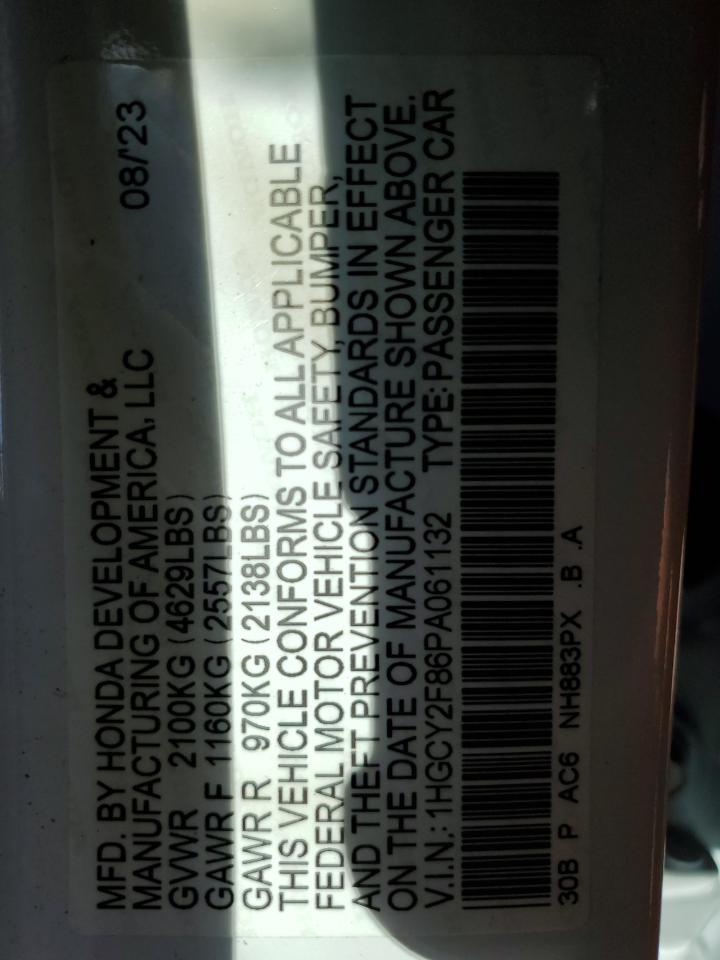 MFD. BY HONDA DEVELOPMENT &
MANUFACTURING OF AMERICA, LLC 08/'23
GVWR 2100KG (4629LBS)
GAWR F 1160KG (2557LBS)
GAWR R 970KG (2138LBS)
THIS VEHICLE CONFORMS TO ALL APPLICABLE
FEDERAL MOTOR VEHICLE SAFETY, BUMPER,
AND THEFT PREVENTION STANDARDS IN EFFECT
ON THE DATE OF MANUFACTURE SHOWN ABOVE.
V.I.N.: 1HGCY2F86PA061132 TYPE: PASSENGER CAR
30B P AC6 NH883PX .B .A